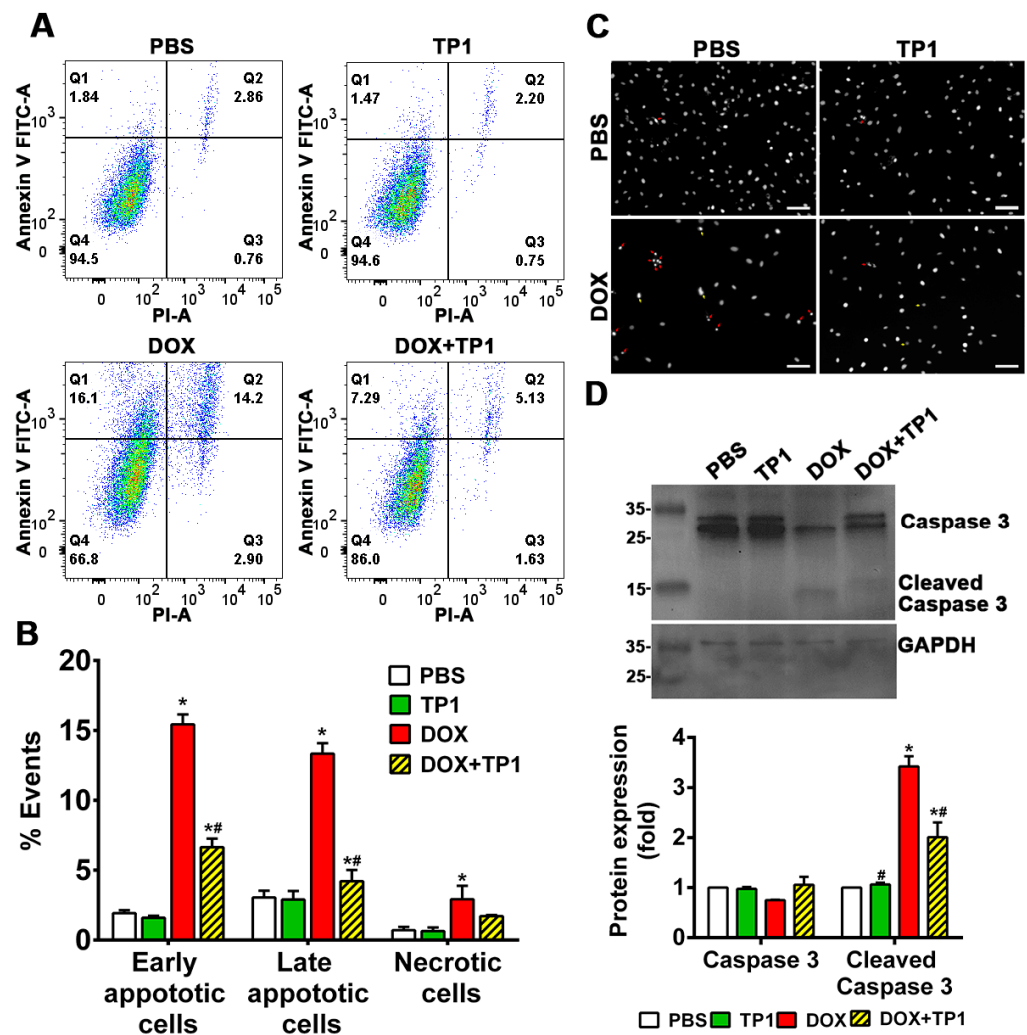 A
PBS
Q1
1.84
Q2
2.86
Q4
94.5
Q3
0.76
10³
10²
0
Annexin V FITC-A
0 10² 10³ 10⁴ 10⁵
PI-A
TP1
Q1
1.47
Q2
2.20
Q4
94.6
Q3
0.75
10³
10²
0
Annexin V FITC-A
0 10² 10³ 10⁴ 10⁵
PI-A
DOX
Q1
16.1
Q2
14.2
Q4
66.8
Q3
2.90
10³
10²
0
Annexin V FITC-A
0 10² 10³ 10⁴ 10⁵
PI-A
DOX+TP1
Q1
7.29
Q2
5.13
Q4
86.0
Q3
1.63
10³
10²
0
Annexin V FITC-A
0 10² 10³ 10⁴ 10⁵
PI-A
B
% Events
20
15
10
5
0
PBS
TP1
DOX
DOX+TP1
*
*#
*
*#
*
Early
appototic
cells
Late
appototic
cells
Necrotic
cells
C
PBS
TP1
PBS
DOX
D
PBS
TP1
DOX
DOX+TP1
35-
25-
15-
Caspase 3
Cleaved
Caspase 3
35-
25-
GAPDH
Protein expression
(fold)
4
3
2
1
0
#
*
*#
Caspase 3
Cleaved
Caspase 3
PBS TP1 DOX DOX+TP1